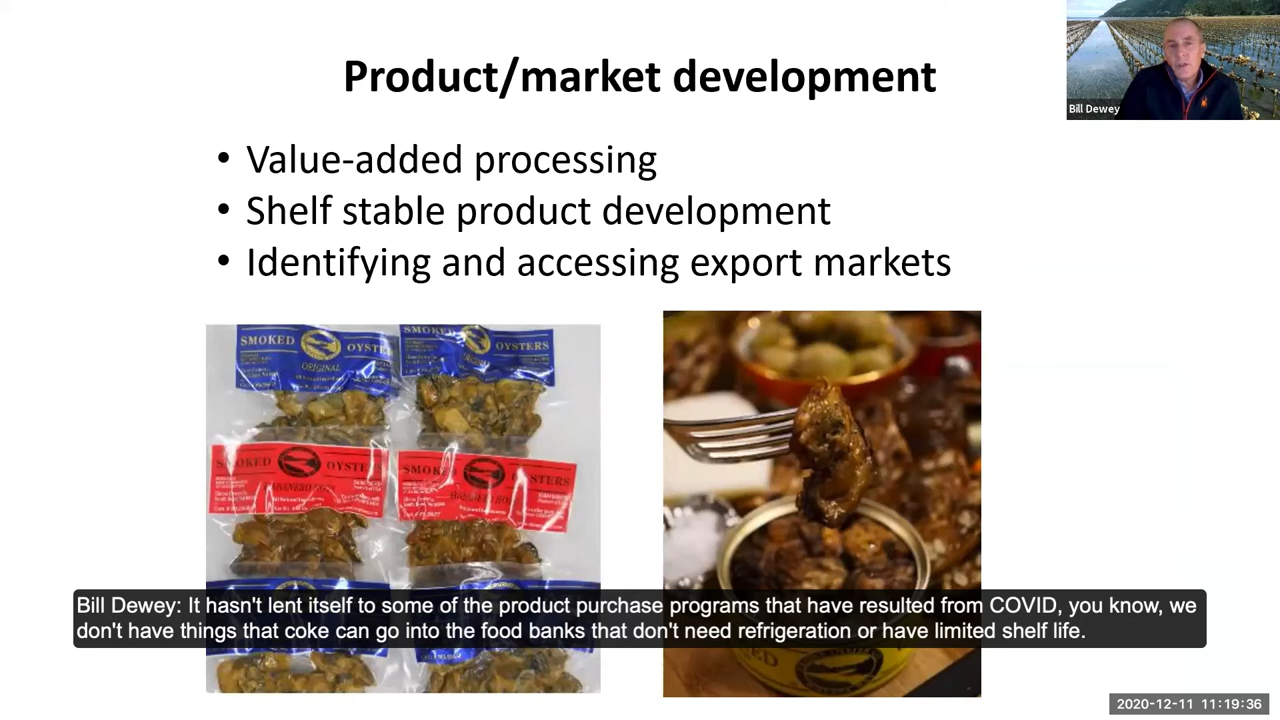 Product/market development
Bill Dewey
• Value-added processing
• Shelf stable product development
• Identifying and accessing export markets
SMOKED OYSTERS
ORIGINAL
SMOKED OYSTERS
SMOKED OYSTERS
SMOKED OYSTERS
Bill Dewey: It hasn't lent itself to some of the product purchase programs that have resulted from COVID, you know, we
don't have things that coke can go into the food banks that don't need refrigeration or have limited shelf life.
2020-12-11 11:19:36